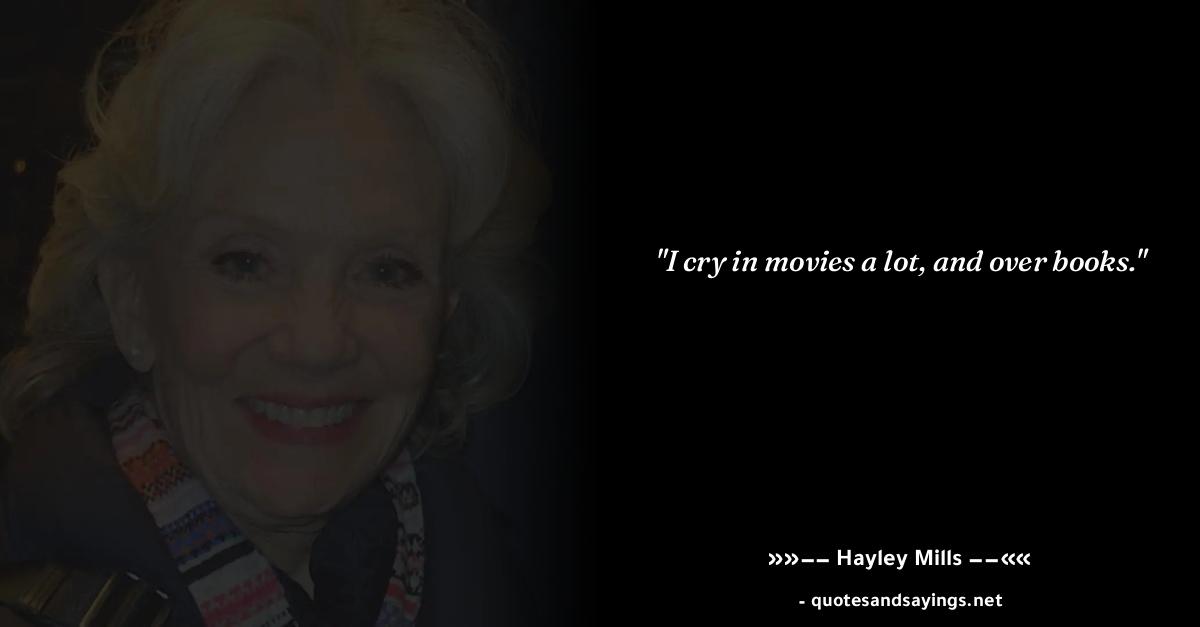 "I cry in movies a lot, and over books."
»»−− Hayley Mills −−««
- quotesandsayings.net